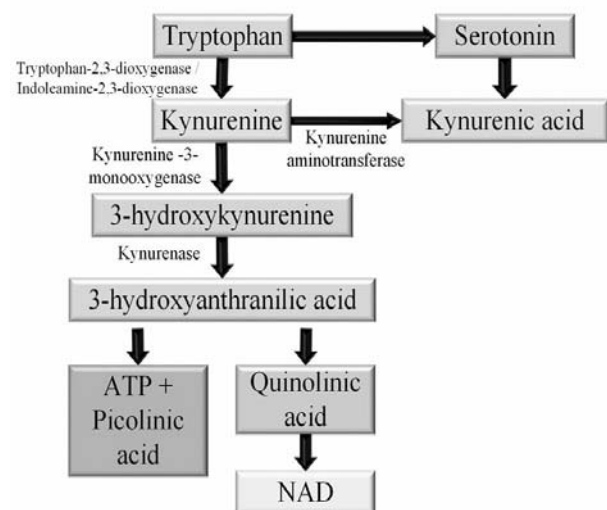 Tryptophan
Serotonin
Tryptophan-2,3-dioxygenase /
Indoleamine-2,3-dioxygenase
Kynurenine
Kynurenic acid
Kynurenine
aminotransferase
Kynurenine -3-
monooxygenase
3-hydroxykynurenine
Kynurenase
3-hydroxyanthranilic acid
ATP +
Picolinic
acid
Quinolinic
acid
NAD